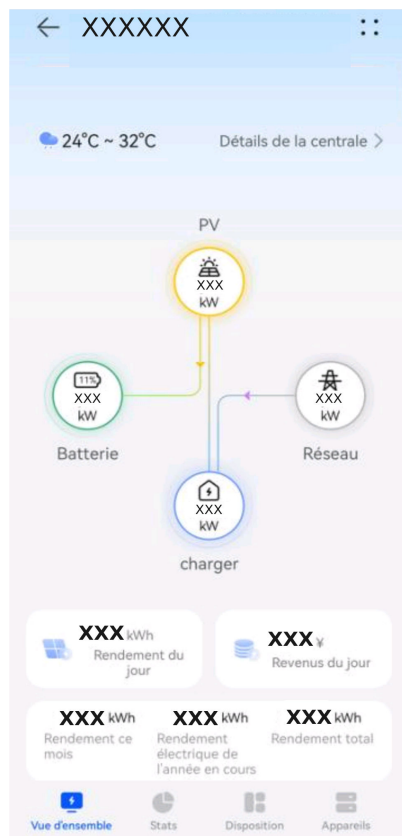 XXXXXX
24°C ~ 32°C
Détails de la centrale
PV
XXX
kW
11%
XXX
kW
XXX
kW
Batterie
Réseau
XXX
kW
charger
XXX kWh
Rendement du
jour
XXX ¥
Revenus du jour
XXX kWh
Rendement ce
mois
XXX kWh
Rendement
électrique de
l'année en cours
XXX kWh
Rendement total
Vue d'ensemble
Stats
Disposition
Appareils